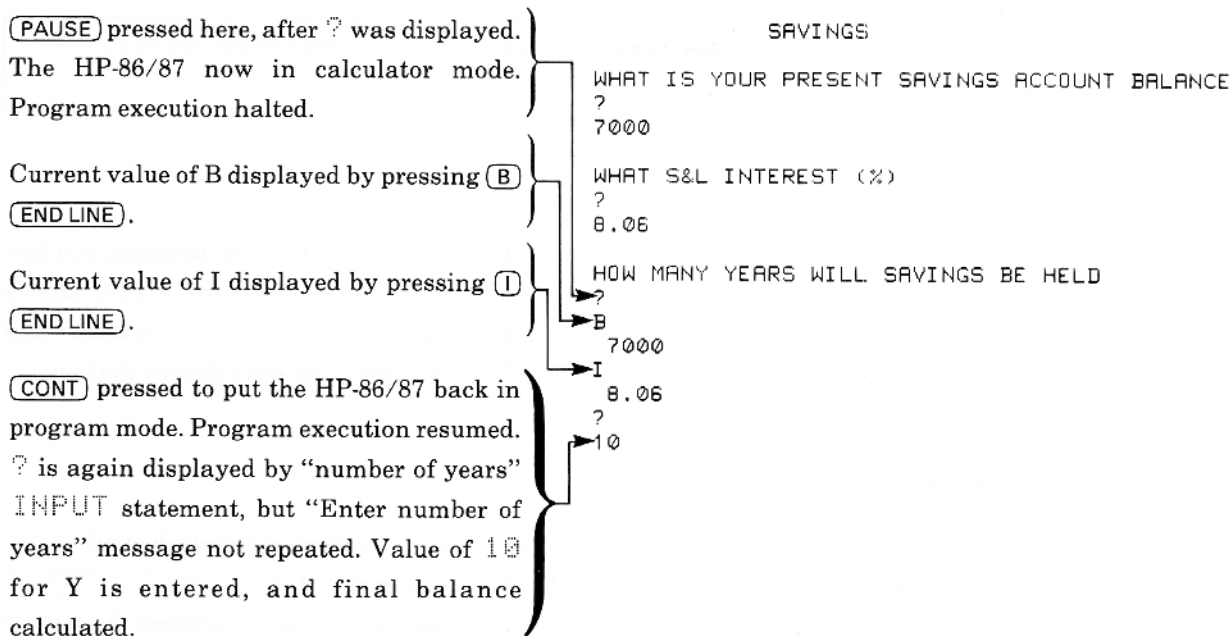 PAUSE pressed here, after ? was displayed.
The HP-86/87 now in calculator mode.
Program execution halted.
Current value of B displayed by pressing B
END LINE.
Current value of I displayed by pressing I
END LINE.
CONT pressed to put the HP-86/87 back in
program mode. Program execution resumed.
? is again displayed by “number of years”
INPUT statement, but “Enter number of
years” message not repeated. Value of 10
for Y is entered, and final balance
calculated.
SAVINGS
WHAT IS YOUR PRESENT SAVINGS ACCOUNT BALANCE
?
7000
WHAT S&L INTEREST (%)
?
8.06
HOW MANY YEARS WILL SAVINGS BE HELD
?
B
7000
I
8.06
?
10